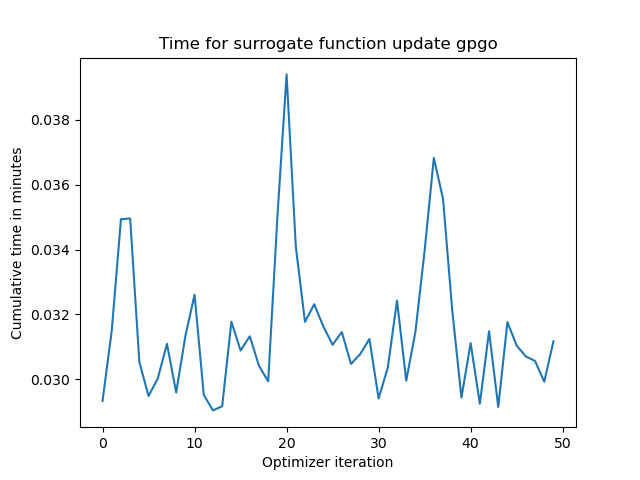 Time for surrogate function update gpgo
Cumulative time in minutes
0.038
0.036
0.034
0.032
0.030
0 10 20 30 40 50
Optimizer iteration